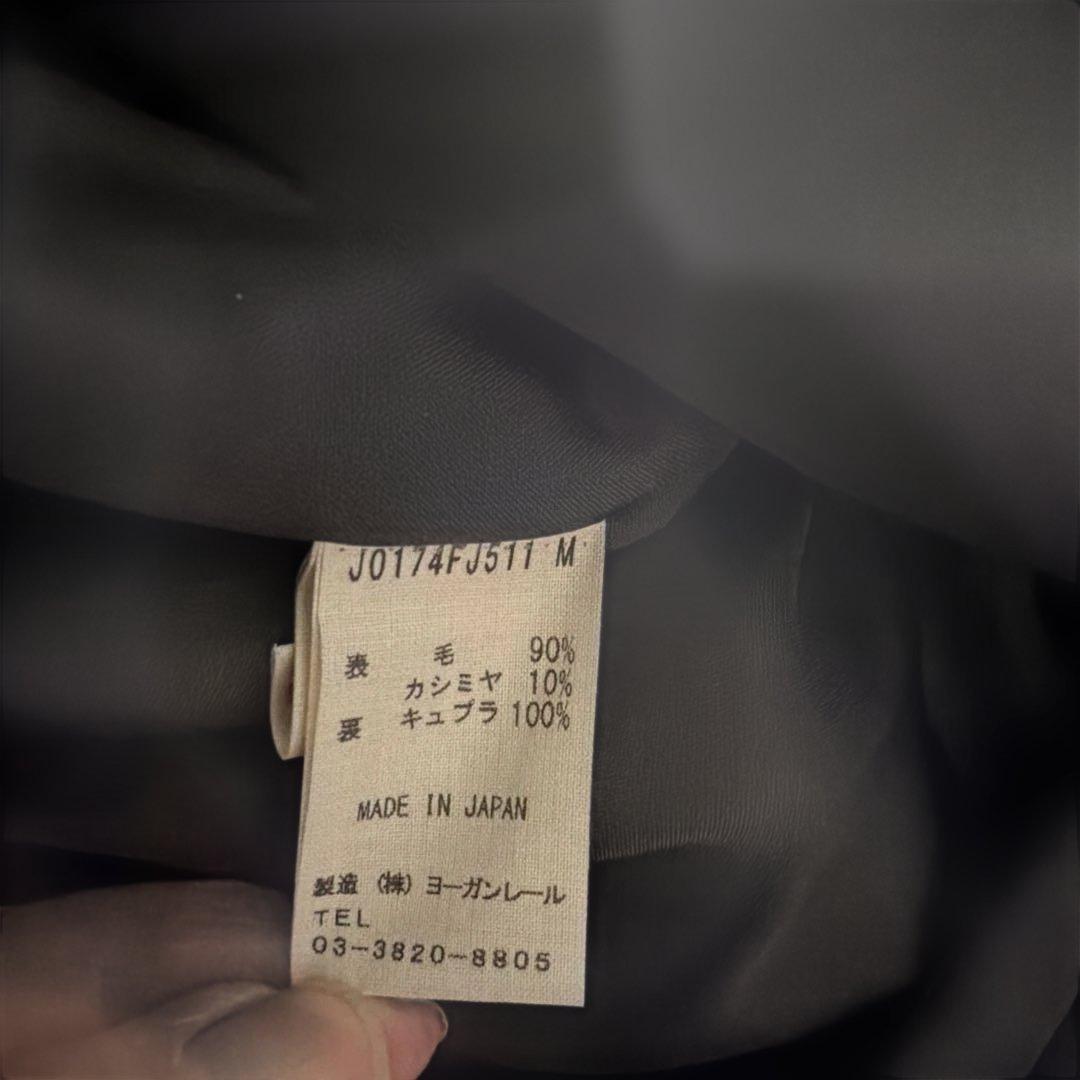 J0174FJ511 M
表 毛 90%
カシミヤ 10%
裏 キュプラ 100%
MADE IN JAPAN
製造 (株) ヨーガンレール
TEL
03-3820-8805